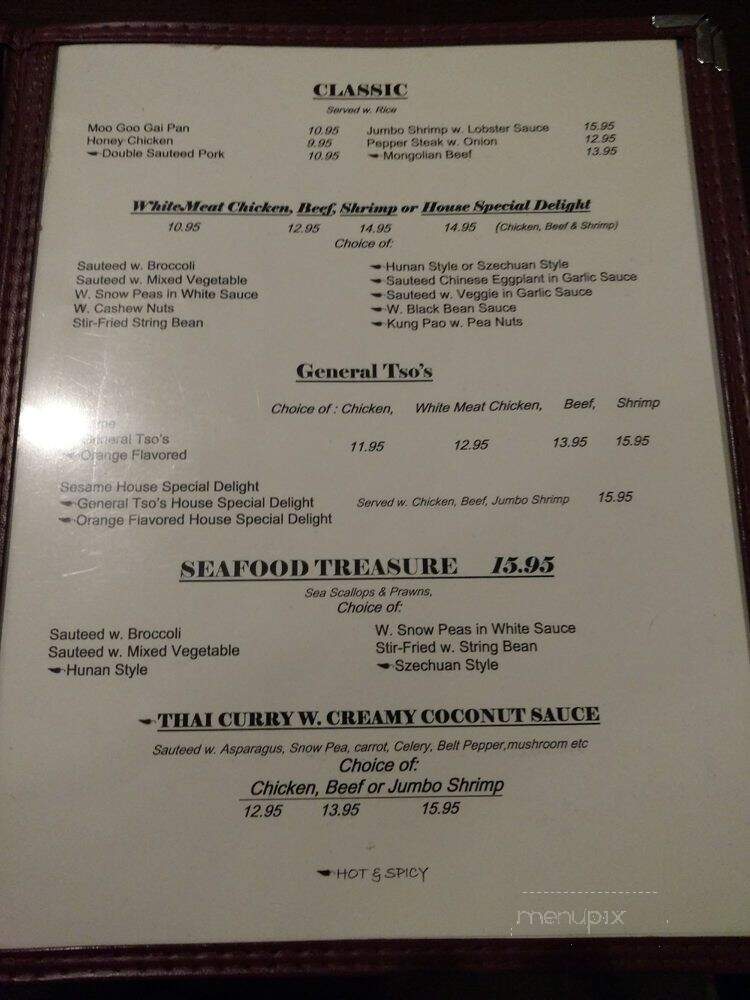 CLASSIC
Served w. Rice
Moo Goo Gai Pan 10.95
Honey Chicken 9.95
Double Sauteed Pork 10.95
Jumbo Shrimp w. Lobster Sauce 15.95
Pepper Steak w. Onion 12.95
Mongolian Beef 13.95
White Meat Chicken, Beef, Shrimp or House Special Delight
10.95 12.95 14.95 14.95 (Chicken, Beef & Shrimp)
Choice of:
Sauteed w. Broccoli
Sauteed w. Mixed Vegetable
W. Snow Peas in White Sauce
W. Cashew Nuts
Stir-Fried String Bean
Hunan Style or Szechuan Style
Sauteed Chinese Eggplant in Garlic Sauce
Sauteed w. Veggie in Garlic Sauce
W. Black Bean Sauce
Kung Pao w. Pea Nuts
General Tso's
Choice of : Chicken, White Meat Chicken, Beef, Shrimp
General Tso's 11.95 12.95 13.95 15.95
Orange Flavored
Sesame House Special Delight
General Tso's House Special Delight Served w. Chicken, Beef, Jumbo Shrimp 15.95
Orange Flavored House Special Delight
SEAFOOD TREASURE 15.95
Sea Scallops & Prawns,
Choice of:
Sauteed w. Broccoli
Sauteed w. Mixed Vegetable
Hunan Style
W. Snow Peas in White Sauce
Stir-Fried w. String Bean
Szechuan Style
THAI CURRY W. CREAMY COCONUT SAUCE
Sauteed w. Asparagus, Snow Pea, carrot, Celery, Belt Pepper,mushroom etc
Choice of:
Chicken, Beef or Jumbo Shrimp
12.95 13.95 15.95
HOT & SPICY
menupix